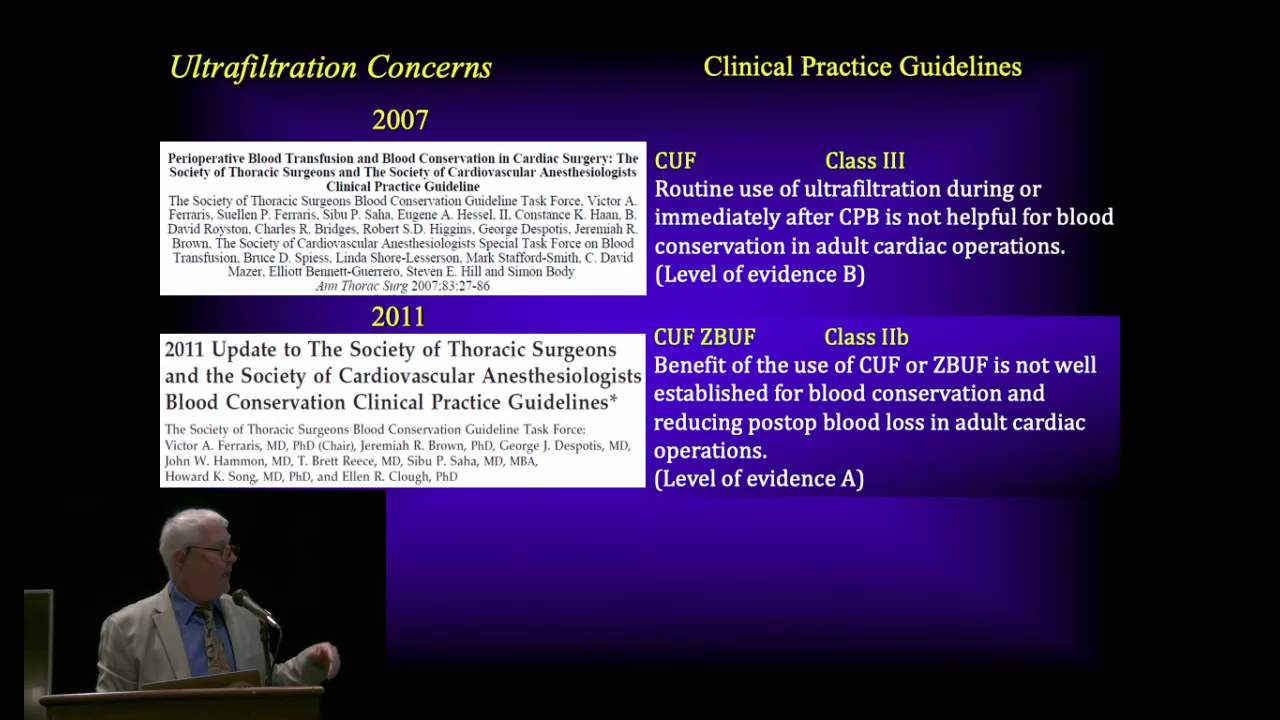 Ultrafiltration Concerns
Clinical Practice Guidelines
2007
Perioperative Blood Transfusion and Blood Conservation in Cardiac Surgery: The
Society of Thoracic Surgeons and The Society of Cardiovascular Anesthesiologists
Clinical Practice Guideline
The Society of Thoracic Surgeons Blood Conservation Guideline Task Force, Victor A.
Ferraris, Suellen P. Ferraris, Sibu P. Saha, Eugene A. Hessel, II, Constance K. Haan, B.
David Royston, Charles R. Bridges, Robert S.D. Higgins, George Despotis, Jeremiah R.
Brown, The Society of Cardiovascular Anesthesiologists Special Task Force on Blood
Transfusion, Bruce D. Spiess, Linda Shore-Lesserson, Mark Stafford-Smith, C. David
Mazer, Elliott Bennett-Guerrero, Steven E. Hill and Simon Body
Ann Thorac Surg 2007;83:27-86
CUF Class III
Routine use of ultrafiltration during or
immediately after CPB is not helpful for blood
conservation in adult cardiac operations.
(Level of evidence B)
2011
2011 Update to The Society of Thoracic Surgeons
and the Society of Cardiovascular Anesthesiologists
Blood Conservation Clinical Practice Guidelines*
The Society of Thoracic Surgeons Blood Conservation Guideline Task Force:
Victor A. Ferraris, MD, PhD (Chair), Jeremiah R. Brown, PhD, George J. Despotis, MD,
John W. Hammon, MD, T. Brett Reece, MD, Sibu P. Saha, MD, MBA,
Howard K. Song, MD, PhD, and Ellen R. Clough, PhD
CUF ZBUF Class IIb
Benefit of the use of CUF or ZBUF is not well
established for blood conservation and
reducing postop blood loss in adult cardiac
operations.
(Level of evidence A)